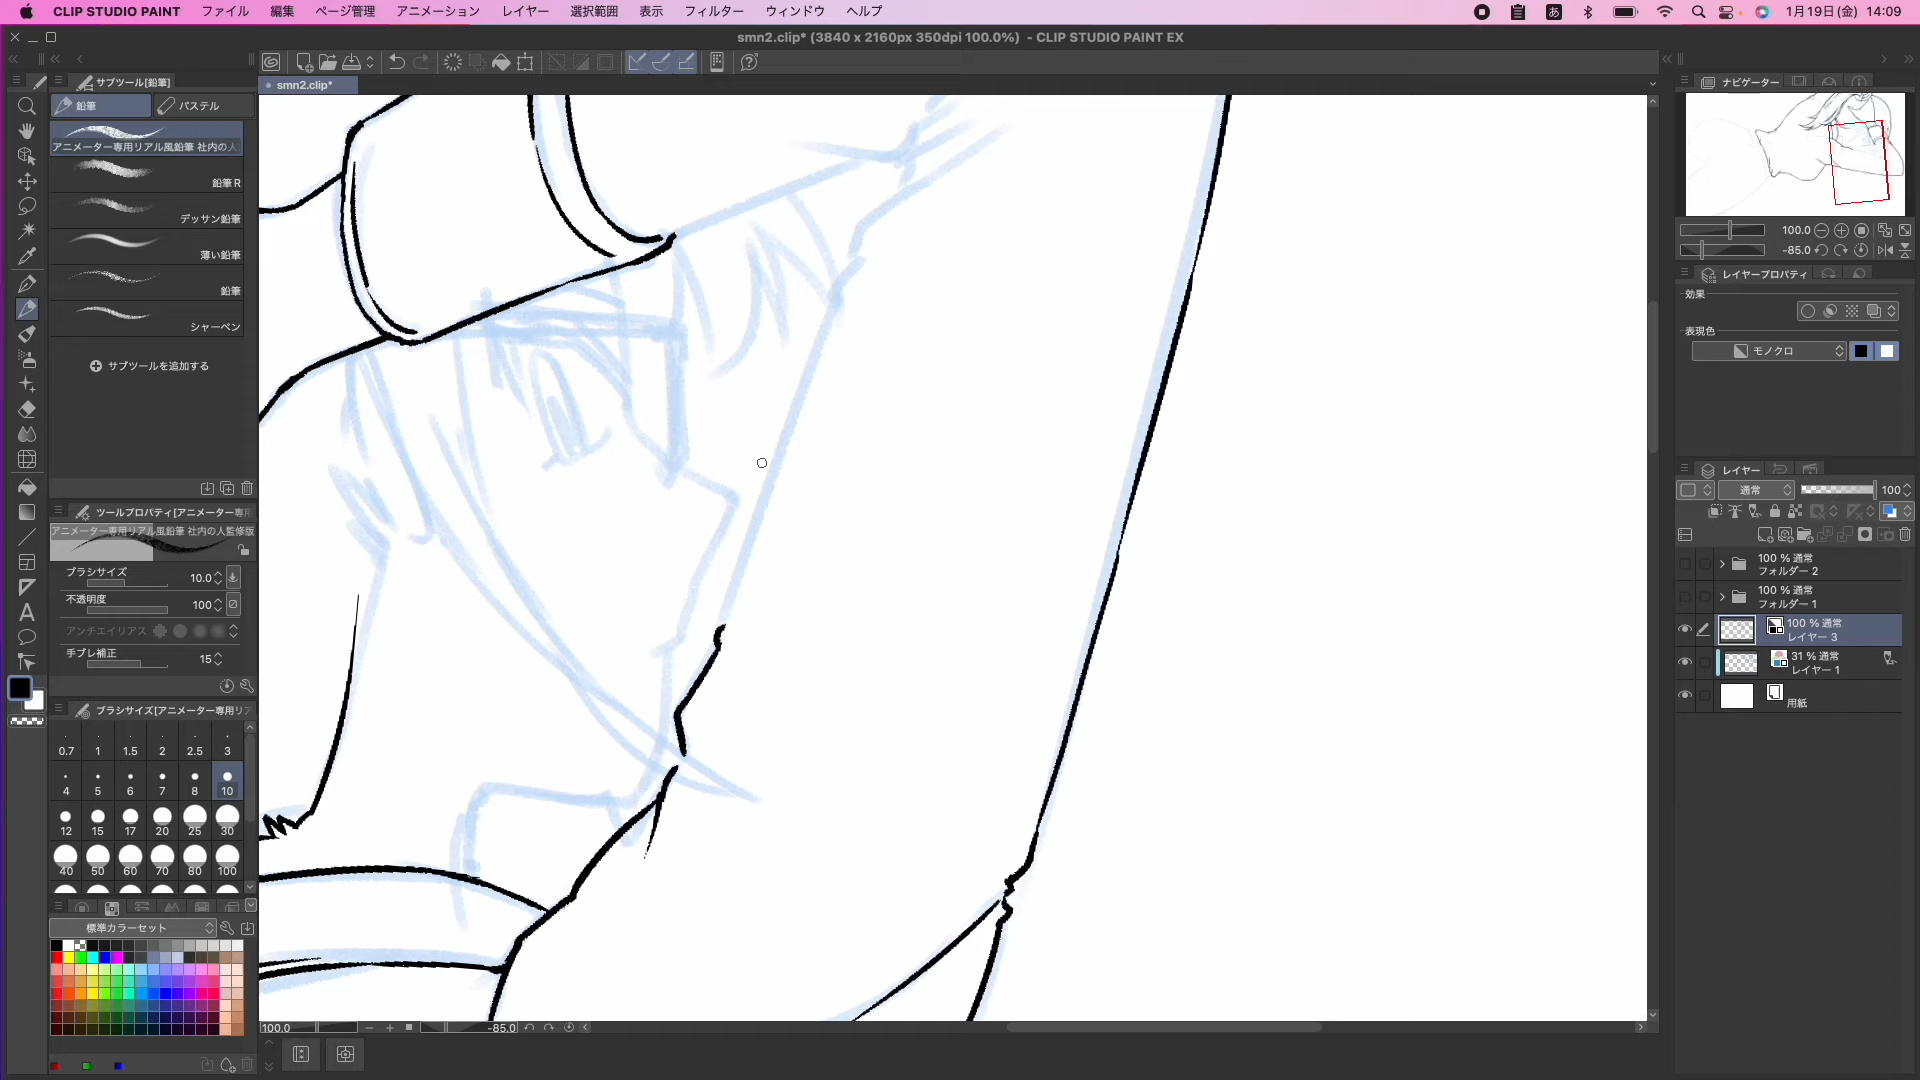 CLIP STUDIO PAINT ファイル 編集 ページ管理 アニメーション レイヤー 選択範囲 表示 フィルター ウィンドウ ヘルプ あ 1月19日(金) 14:09
smn2.clip* (3840 x 2160px 350dpi 100.0%) - CLIP STUDIO PAINT EX
サブツール[鉛筆]
smn2.clip*
鉛筆 パステル
アニメーター専用リアル風鉛筆 社内の人
鉛筆R
デッサン鉛筆
薄い鉛筆
鉛筆
シャーペン
サブツールを追加する
ツールプロパティ[アニメーター専用
アニメーター専用リアル風鉛筆 社内の人監修版
ブラシサイズ 10.0
不透明度 100
アンチエイリアス
手ブレ補正 15
ブラシサイズ[アニメーター専用リア
0.7 1 1.5 2 2.5 3
4 5 6 7 8 10
12 15 17 20 25 30
40 50 60 70 80 100
標準カラーセット
100.0 -85.0
ナビゲーター
100.0
-85.0
レイヤープロパティ
効果
表現色
モノクロ
レイヤー
通常 100
100 % 通常
フォルダー 2
100 % 通常
フォルダー 1
100 % 通常
レイヤー 3
31 % 通常
レイヤー 1
用紙